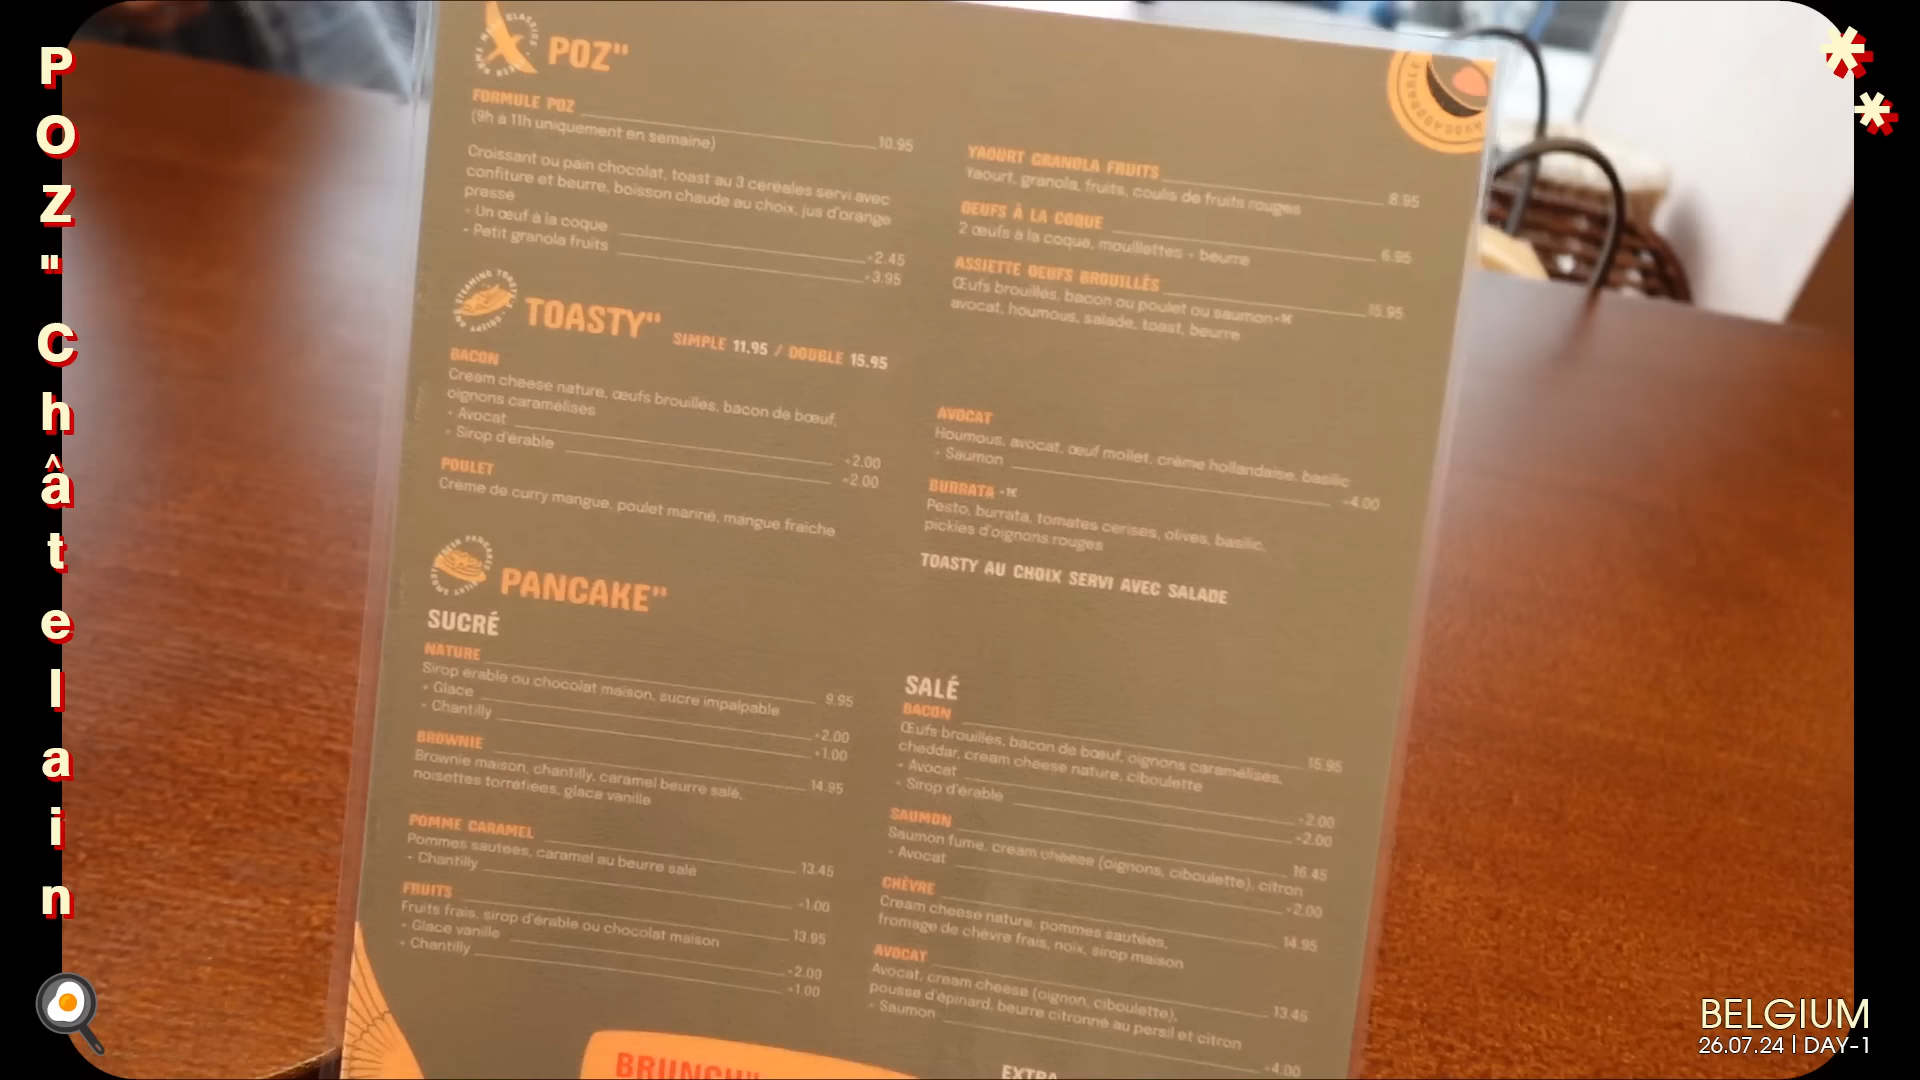 POZ" Châtelain
POZ"
FORMULE POZ 10.95
(9h à 11h uniquement en semaine)
Croissant ou pain chocolat, toast au 3 céréales servi avec
confiture et beurre, boisson chaude au choix, jus d'orange
pressé
+ Un œuf à la coque +2.45
+ Petit granola fruits +3.95
YAOURT GRANOLA FRUITS 8.95
Yaourt, granola, fruits, coulis de fruits rouges
OEUFS À LA COQUE 6.95
2 œufs à la coque, mouillettes + beurre
ASSIETTE OEUFS BROUILLÉS 15.95
Œufs brouillés, bacon ou poulet ou saumon+1€
avocat, houmous, salade, toast, beurre
TOASTY" SIMPLE 11.95 / DOUBLE 15.95
BACON
Cream cheese nature, œufs brouillés, bacon de bœuf,
oignons caramélisés
+ Avocat +2.00
+ Sirop d'érable +2.00
POULET
Crème de curry mangue, poulet mariné, mangue fraîche
AVOCAT
Houmous, avocat, œuf mollet, crème hollandaise, basilic
+ Saumon +4.00
BURRATA +1€
Pesto, burrata, tomates cerises, olives, basilic,
pickles d'oignons rouges
TOASTY AU CHOIX SERVI AVEC SALADE
PANCAKE"
SUCRÉ
NATURE 9.95
Sirop érable ou chocolat maison, sucre impalpable
+ Glace +2.00
+ Chantilly +1.00
BROWNIE 14.95
Brownie maison, chantilly, caramel beurre salé,
noisettes torréfiées, glace vanille
POMME CARAMEL 13.45
Pommes sautées, caramel au beurre salé
+ Chantilly +1.00
FRUITS 13.95
Fruits frais, sirop d'érable ou chocolat maison
+ Glace vanille +2.00
+ Chantilly +1.00
SALÉ
BACON 15.95
Œufs brouillés, bacon de bœuf, oignons caramélisés,
cheddar, cream cheese nature, ciboulette
+ Avocat +2.00
+ Sirop d'érable +2.00
SAUMON 16.45
Saumon fumé, cream cheese (oignons, ciboulette), citron
+ Avocat +2.00
CHÈVRE 14.95
Cream cheese nature, pommes sautées,
fromage de chèvre frais, noix, sirop maison
AVOCAT 13.45
Avocat, cream cheese (oignon, ciboulette),
pousse d'épinard, beurre citronné au persil et citron
+ Saumon +4.00
BRUNCH"
EXTRA
BELGIUM
26.07.24 | DAY-1